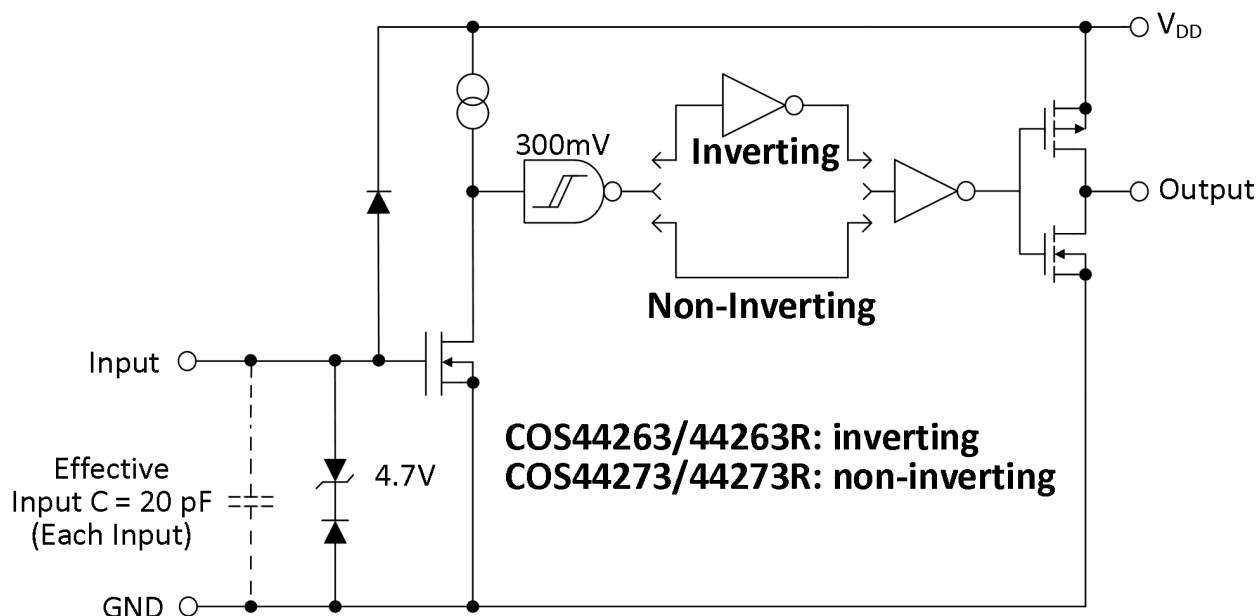 V_DD
300mV
Inverting
Output
Non-Inverting
Input
COS44263/44263R: inverting
COS44273/44273R: non-inverting
Effective
Input C = 20 pF
(Each Input)
4.7V
GND